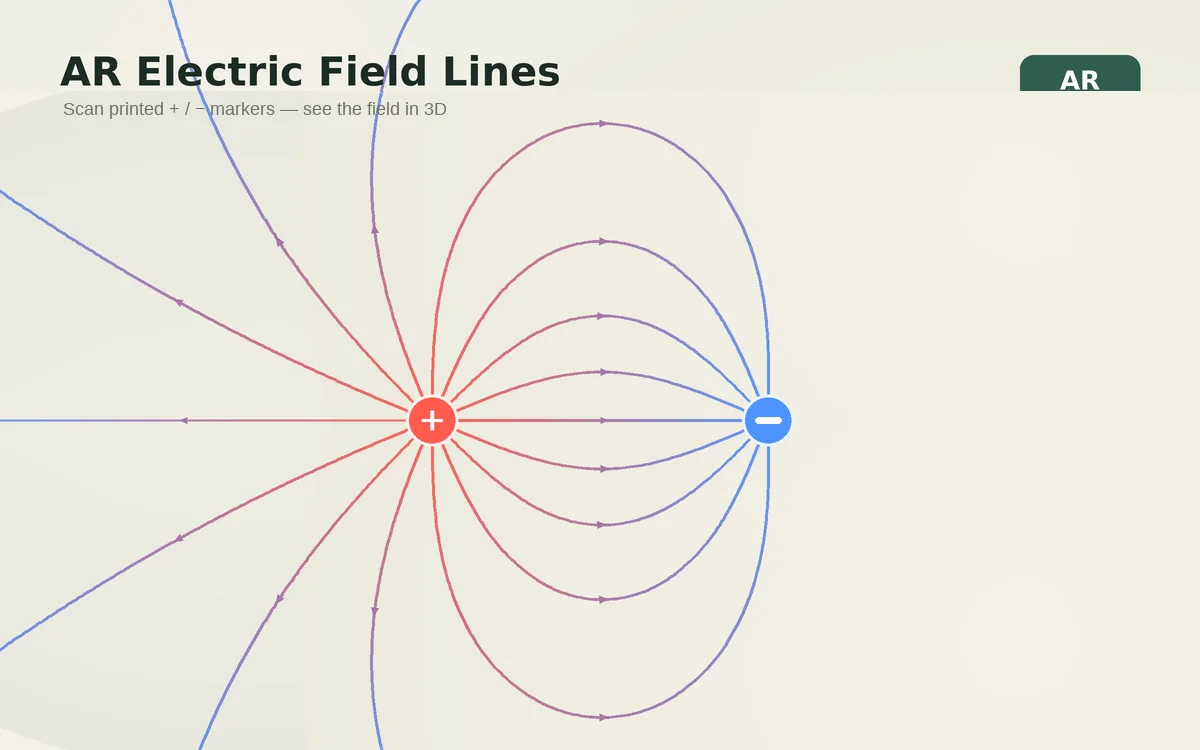 AR Electric Field Lines
AR
Scan printed + / − markers — see the field in 3D
+
−